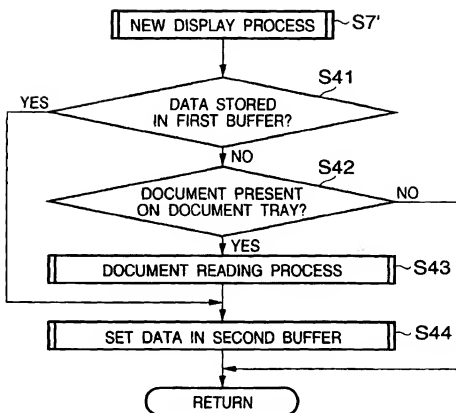 NEW DISPLAY PROCESS S7'
S41
YES
DATA STORED
IN FIRST BUFFER?
NO
S42
DOCUMENT PRESENT
ON DOCUMENT TRAY?
NO
YES
DOCUMENT READING PROCESS S43
SET DATA IN SECOND BUFFER S44
RETURN